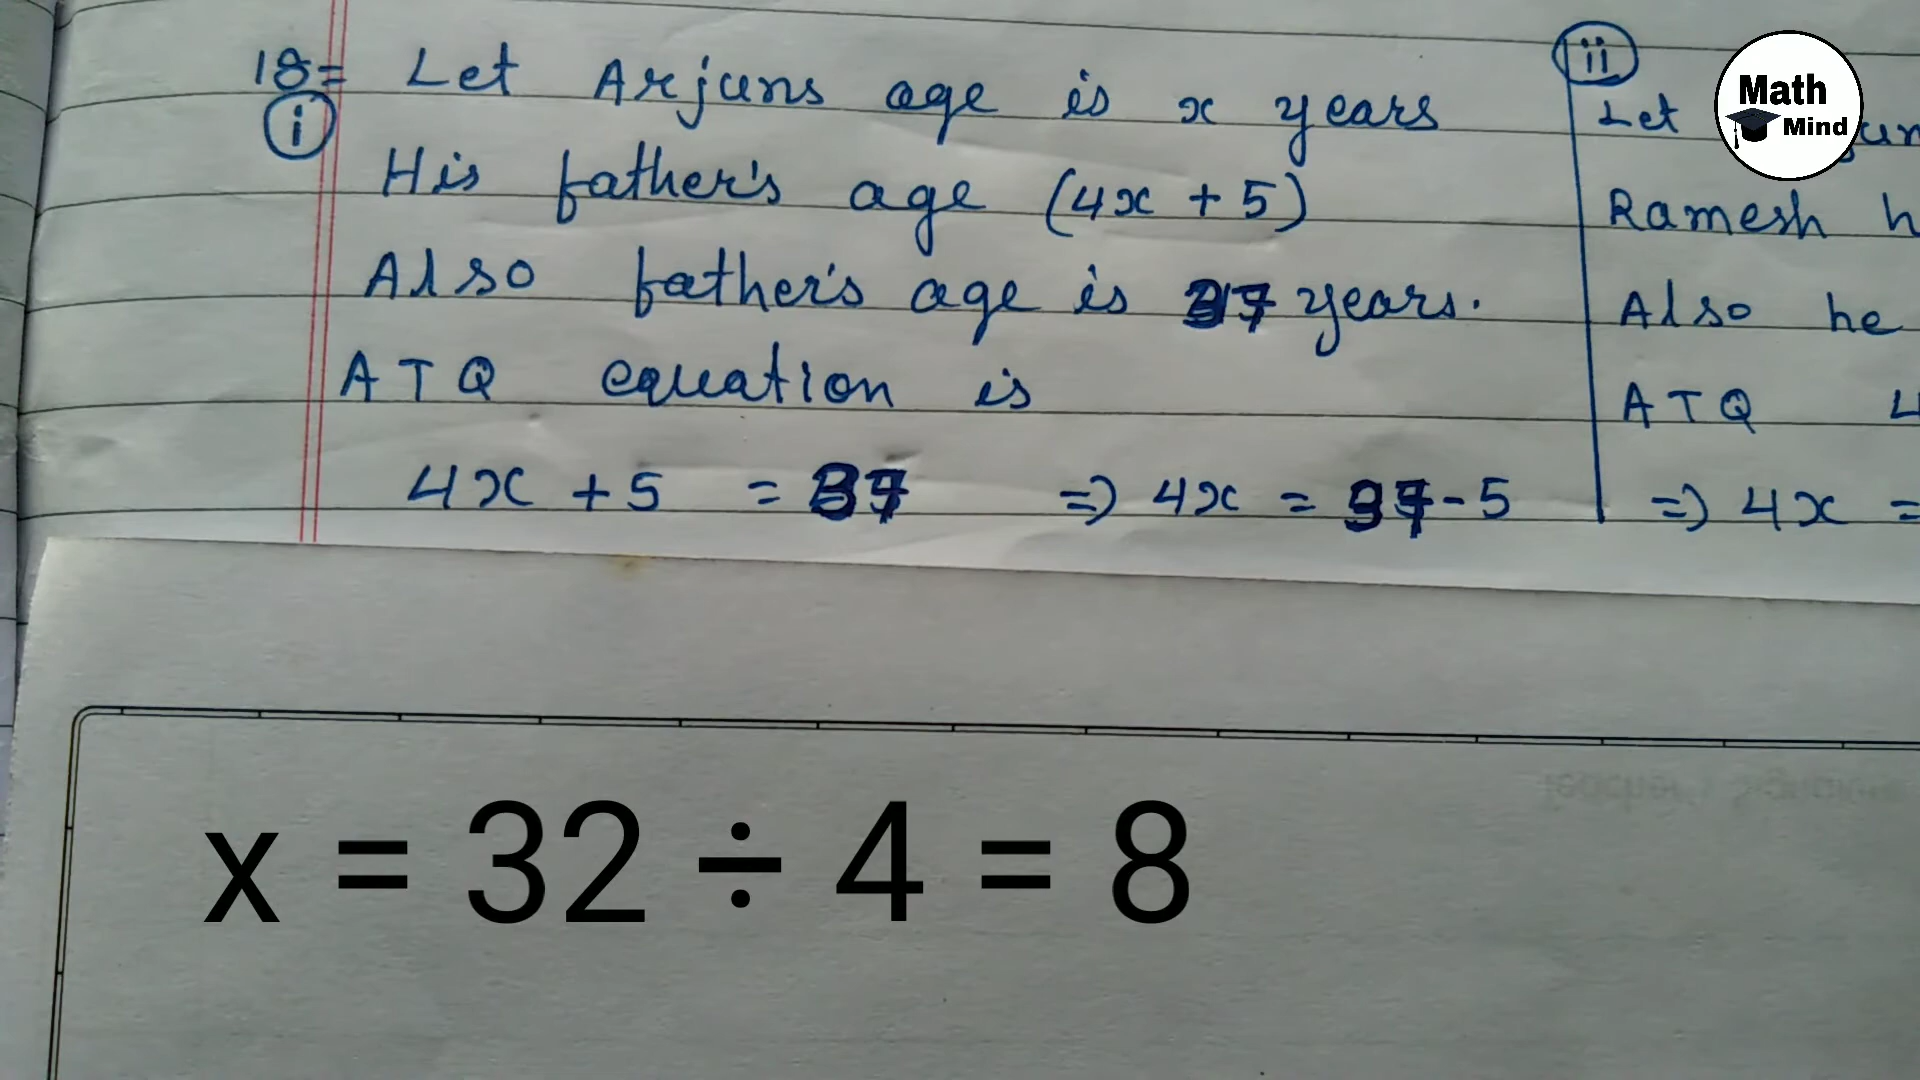 18= Let Arjuns age is x years
i
His father's age (4x + 5)
Also father's age is 37 years.
ATQ equation is
4x + 5 = 37 => 4x = 37 - 5
ii
Let
Ramesh h
Also he
ATQ 4
=> 4x =
Math
Mind
x = 32 ÷ 4 = 8